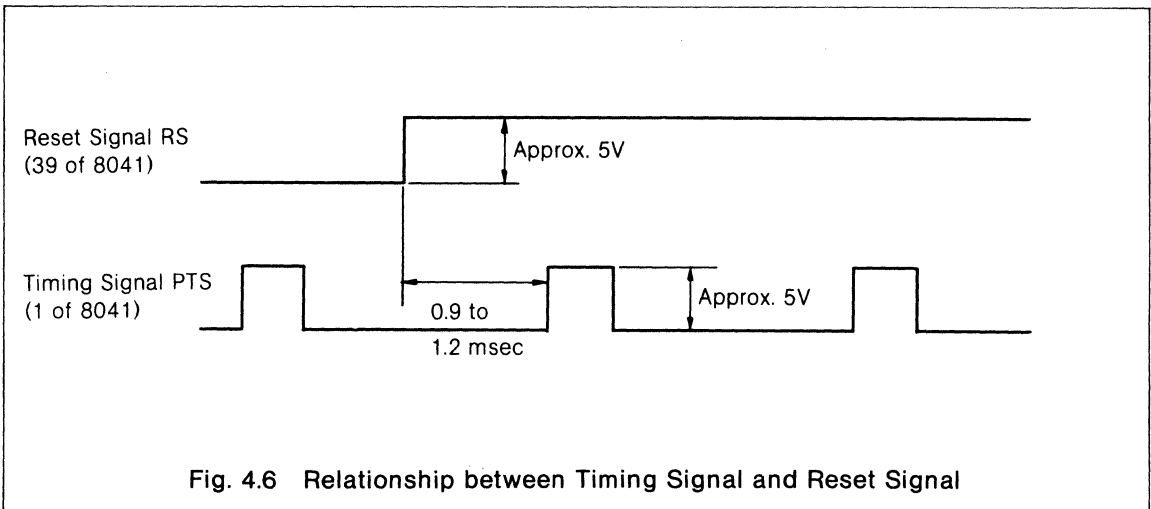 Reset Signal RS
(39 of 8041)
Approx. 5V
Timing Signal PTS
(1 of 8041)
0.9 to
1.2 msec
Approx. 5V
Fig. 4.6 Relationship between Timing Signal and Reset Signal